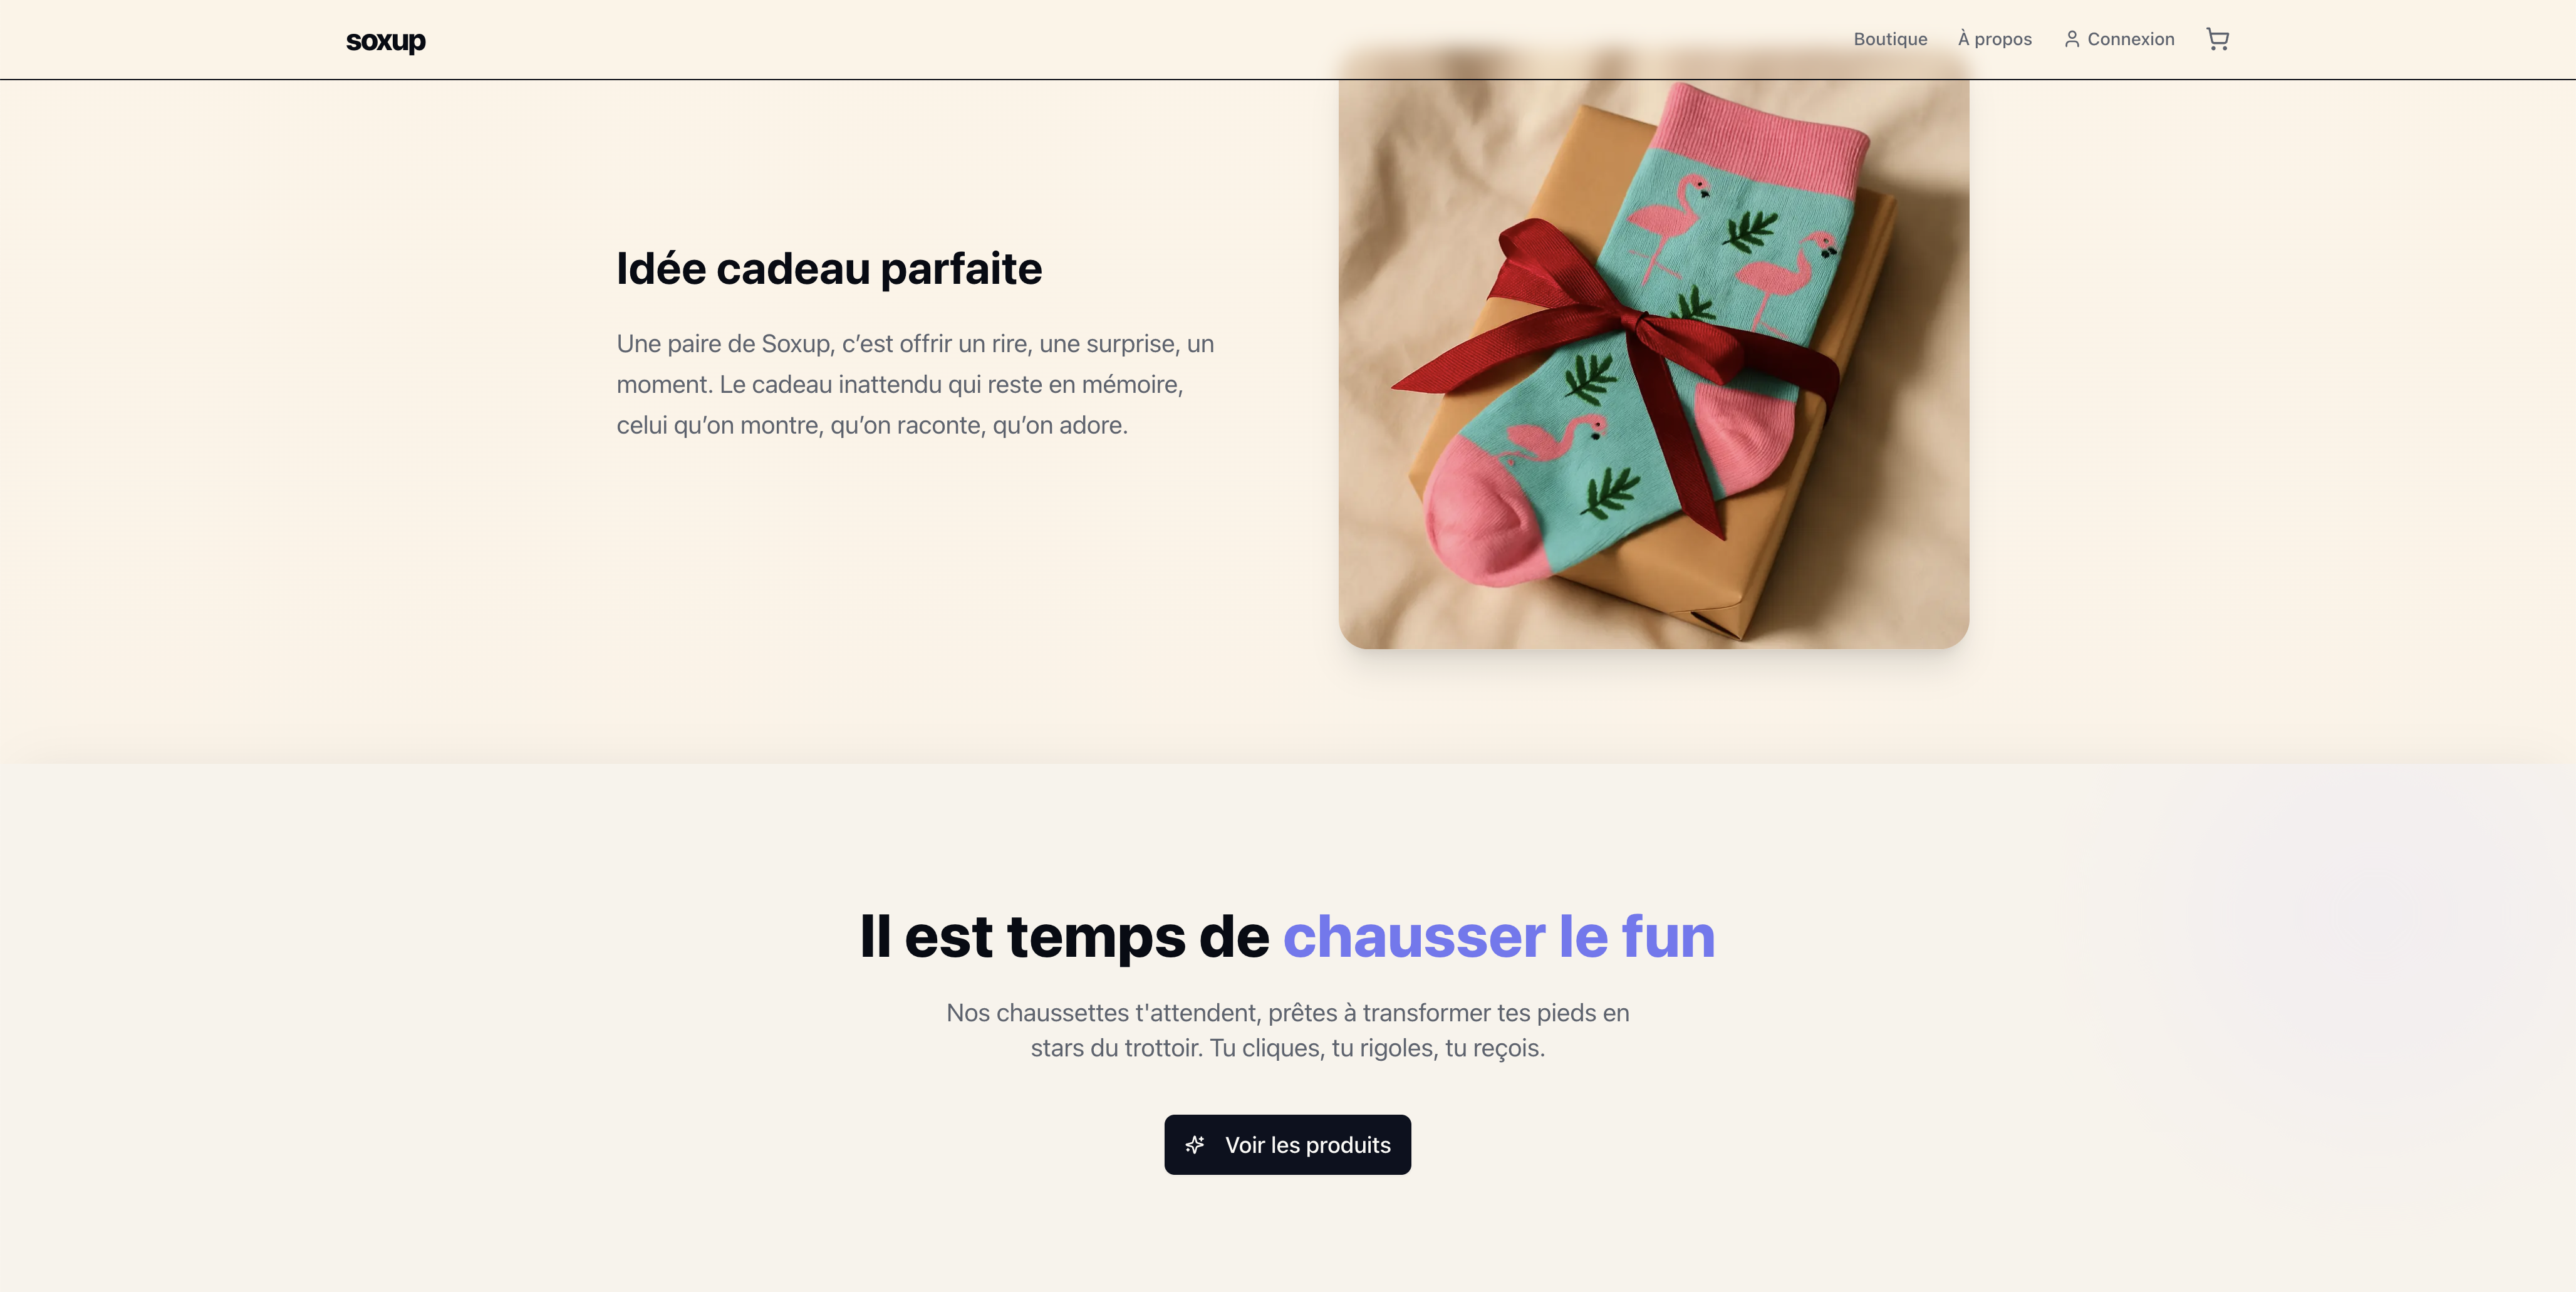 soxup
Boutique
À propos
Connexion
Idée cadeau parfaite
Une paire de Soxup, c’est offrir un rire, une surprise, un
moment. Le cadeau inattendu qui reste en mémoire,
celui qu’on montre, qu’on raconte, qu’on adore.
Il est temps de chausser le fun
Nos chaussettes t'attendent, prêtes à transformer tes pieds en
stars du trottoir. Tu cliques, tu rigoles, tu reçois.
Voir les produits